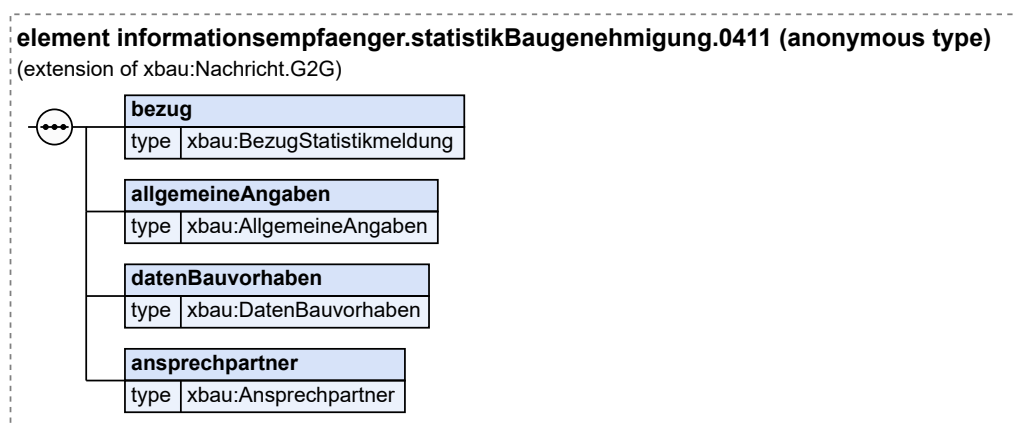 element informationsempfaenger.statistikBaugenehmigung.0411 (anonymous type)
(extension of xbau:Nachricht.G2G)
bezug
type xbau:BezugStatistikmeldung
allgemeineAngaben
type xbau:AllgemeineAngaben
datenBauvorhaben
type xbau:DatenBauvorhaben
ansprechpartner
type xbau:Ansprechpartner